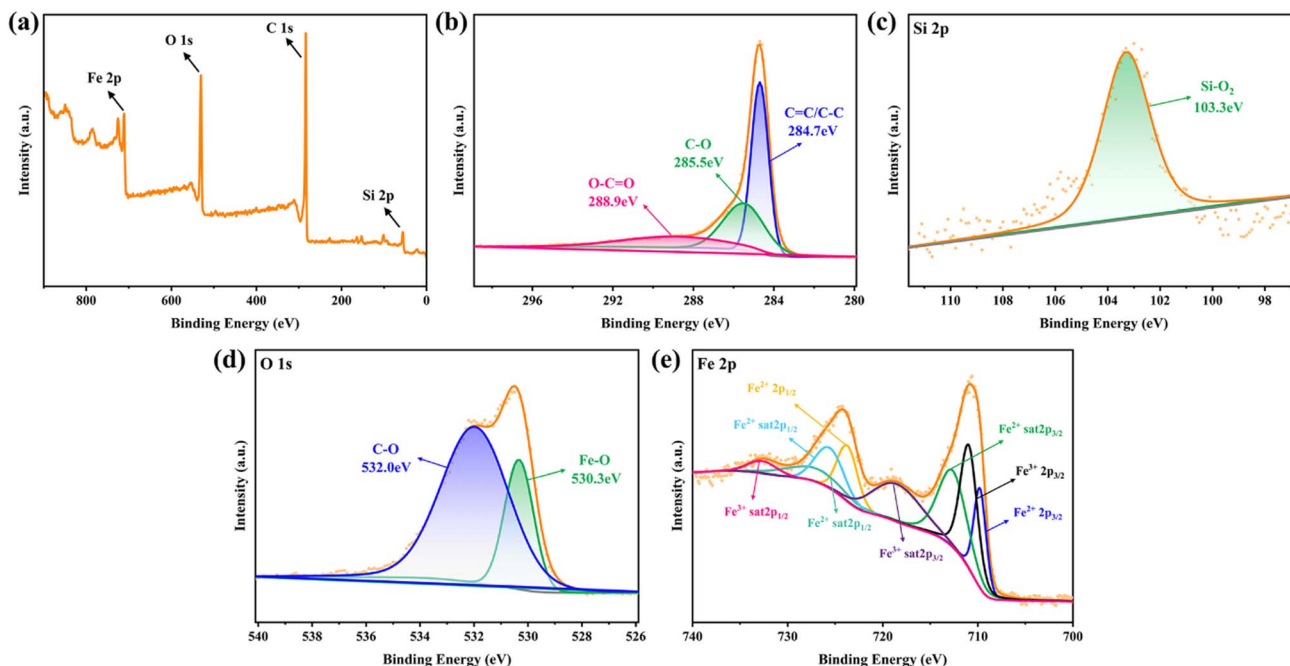 (a)
C 1s
O 1s
Fe 2p
Si 2p
Intensity (a.u.)
800 600 400 200 0
Binding Energy (eV)
(b)
C=C/C-C
284.7eV
C-O
285.5eV
O-C=O
288.9eV
Intensity (a.u.)
296 292 288 284 280
Binding Energy (eV)
(c)
Si 2p
Si-O₂
103.3eV
Intensity (a.u.)
110 108 106 104 102 100 98
Binding Energy (eV)
(d)
O 1s
C-O
532.0eV
Fe-O
530.3eV
Intensity (a.u.)
540 538 536 534 532 530 528 526
Binding Energy (eV)
(e)
Fe 2p
Fe²⁺ 2p₁/₂
Fe²⁺ sat2p₁/₂
Fe²⁺ sat2p₃/₂
Fe³⁺ 2p₃/₂
Fe²⁺ 2p₃/₂
Fe³⁺ sat2p₁/₂
Fe²⁺ sat2p₁/₂
Fe³⁺ sat2p₃/₂
Intensity (a.u.)
740 730 720 710 700
Binding Energy (eV)